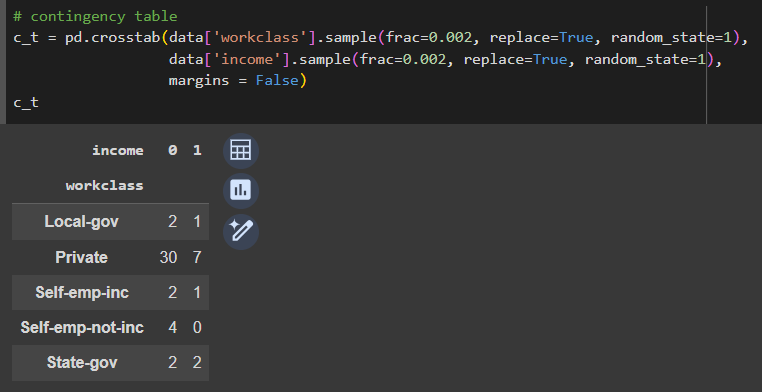 # contingency table
c_t = pd.crosstab(data['workclass'].sample(frac=0.002, replace=True, random_state=1),
data['income'].sample(frac=0.002, replace=True, random_state=1),
margins = False)
c_t
income 0 1
workclass
Local-gov 2 1
Private 30 7
Self-emp-inc 2 1
Self-emp-not-inc 4 0
State-gov 2 2